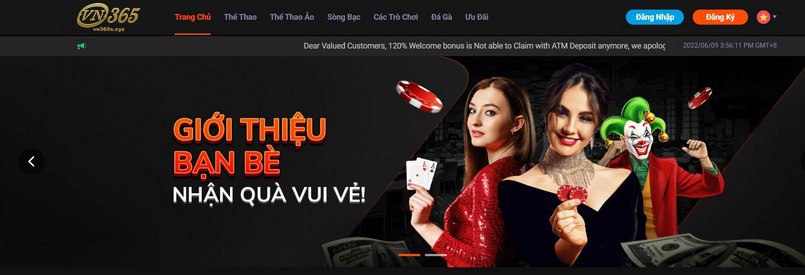 VN365
vn365s.xyz
Trang Chủ Thể Thao Thể Thao Ảo Sòng Bạc Các Trò Chơi Đá Gà Ưu Đãi Đăng Nhập Đăng Ký
Dear Valued Customers, 120% Welcome bonus is Not able to Claim with ATM Deposit anymore, we apolog 2022/06/09 3:56:11 PM GMT+8
GIỚI THIỆU
BẠN BÈ
NHẬN QUÀ VUI VẺ!